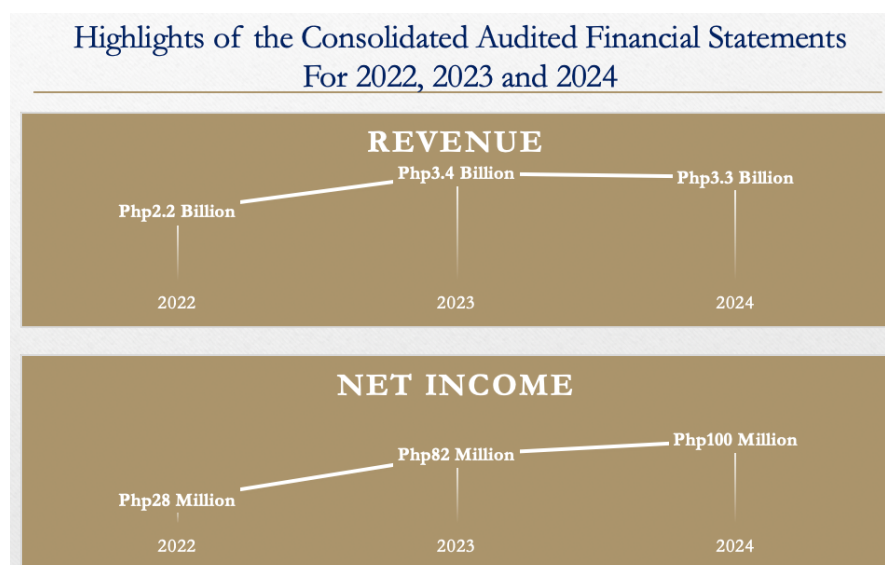 Highlights of the Consolidated Audited Financial Statements
For 2022, 2023 and 2024
REVENUE
Php2.2 Billion
Php3.4 Billion
Php3.3 Billion
2022
2023
2024
NET INCOME
Php28 Million
Php82 Million
Php100 Million
2022
2023
2024